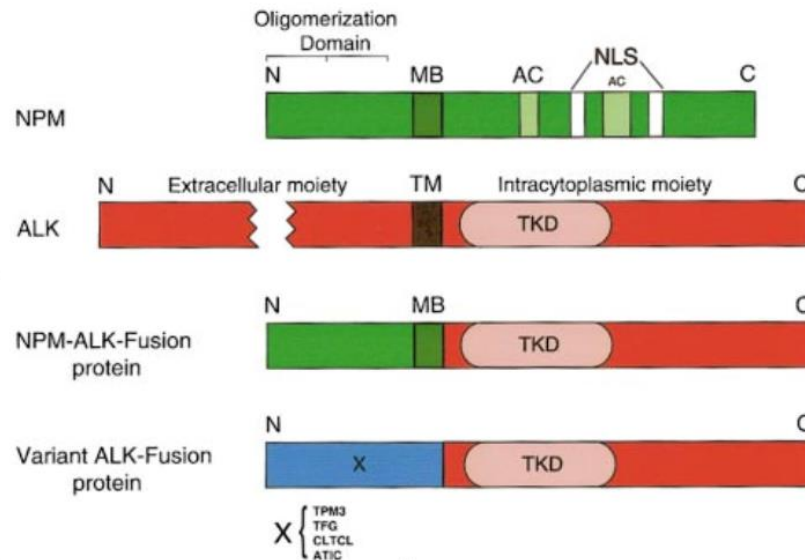 Oligomerization
Domain
NLS
N MB AC AC C
NPM
N Extracellular moiety TM Intracytoplasmic moiety C
ALK TKD
N MB C
NPM-ALK-Fusion
protein
TKD
N C
Variant ALK-Fusion
protein
X TKD
X { TPM3
TFG
CLTCL
ATIC